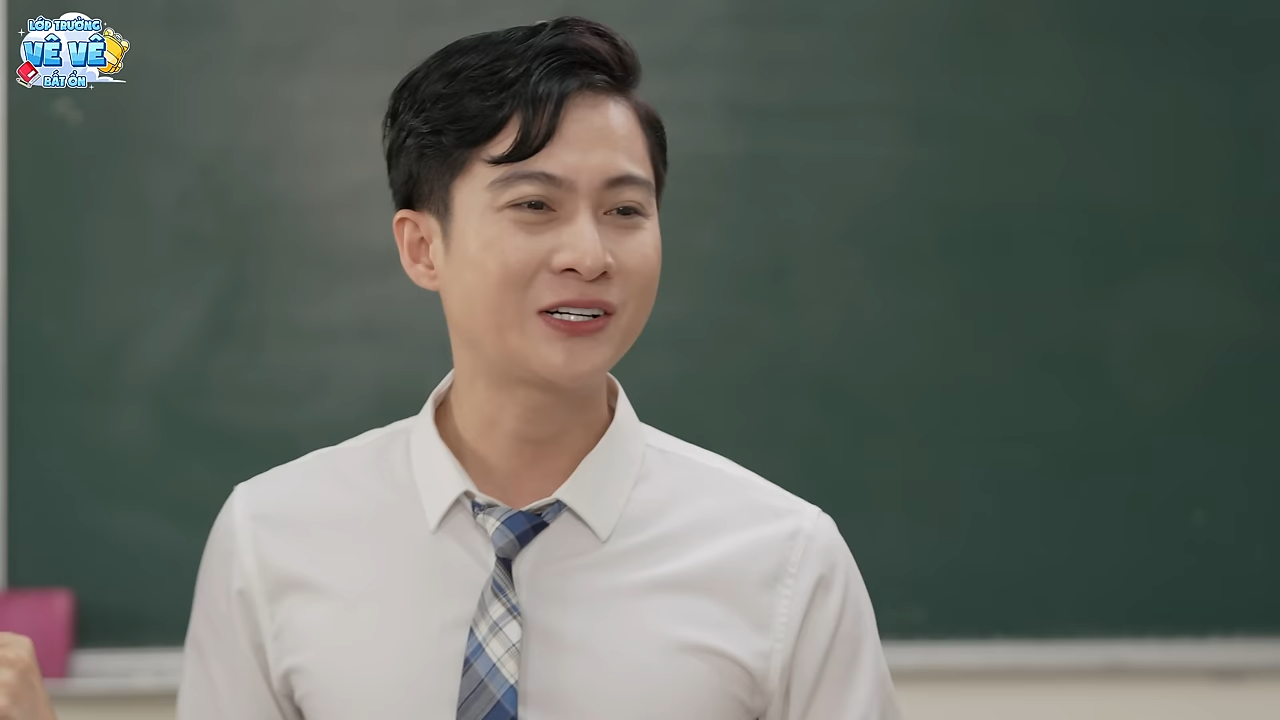 LỚP TRƯỞNG
VÊ VÊ
BẤT ỔN